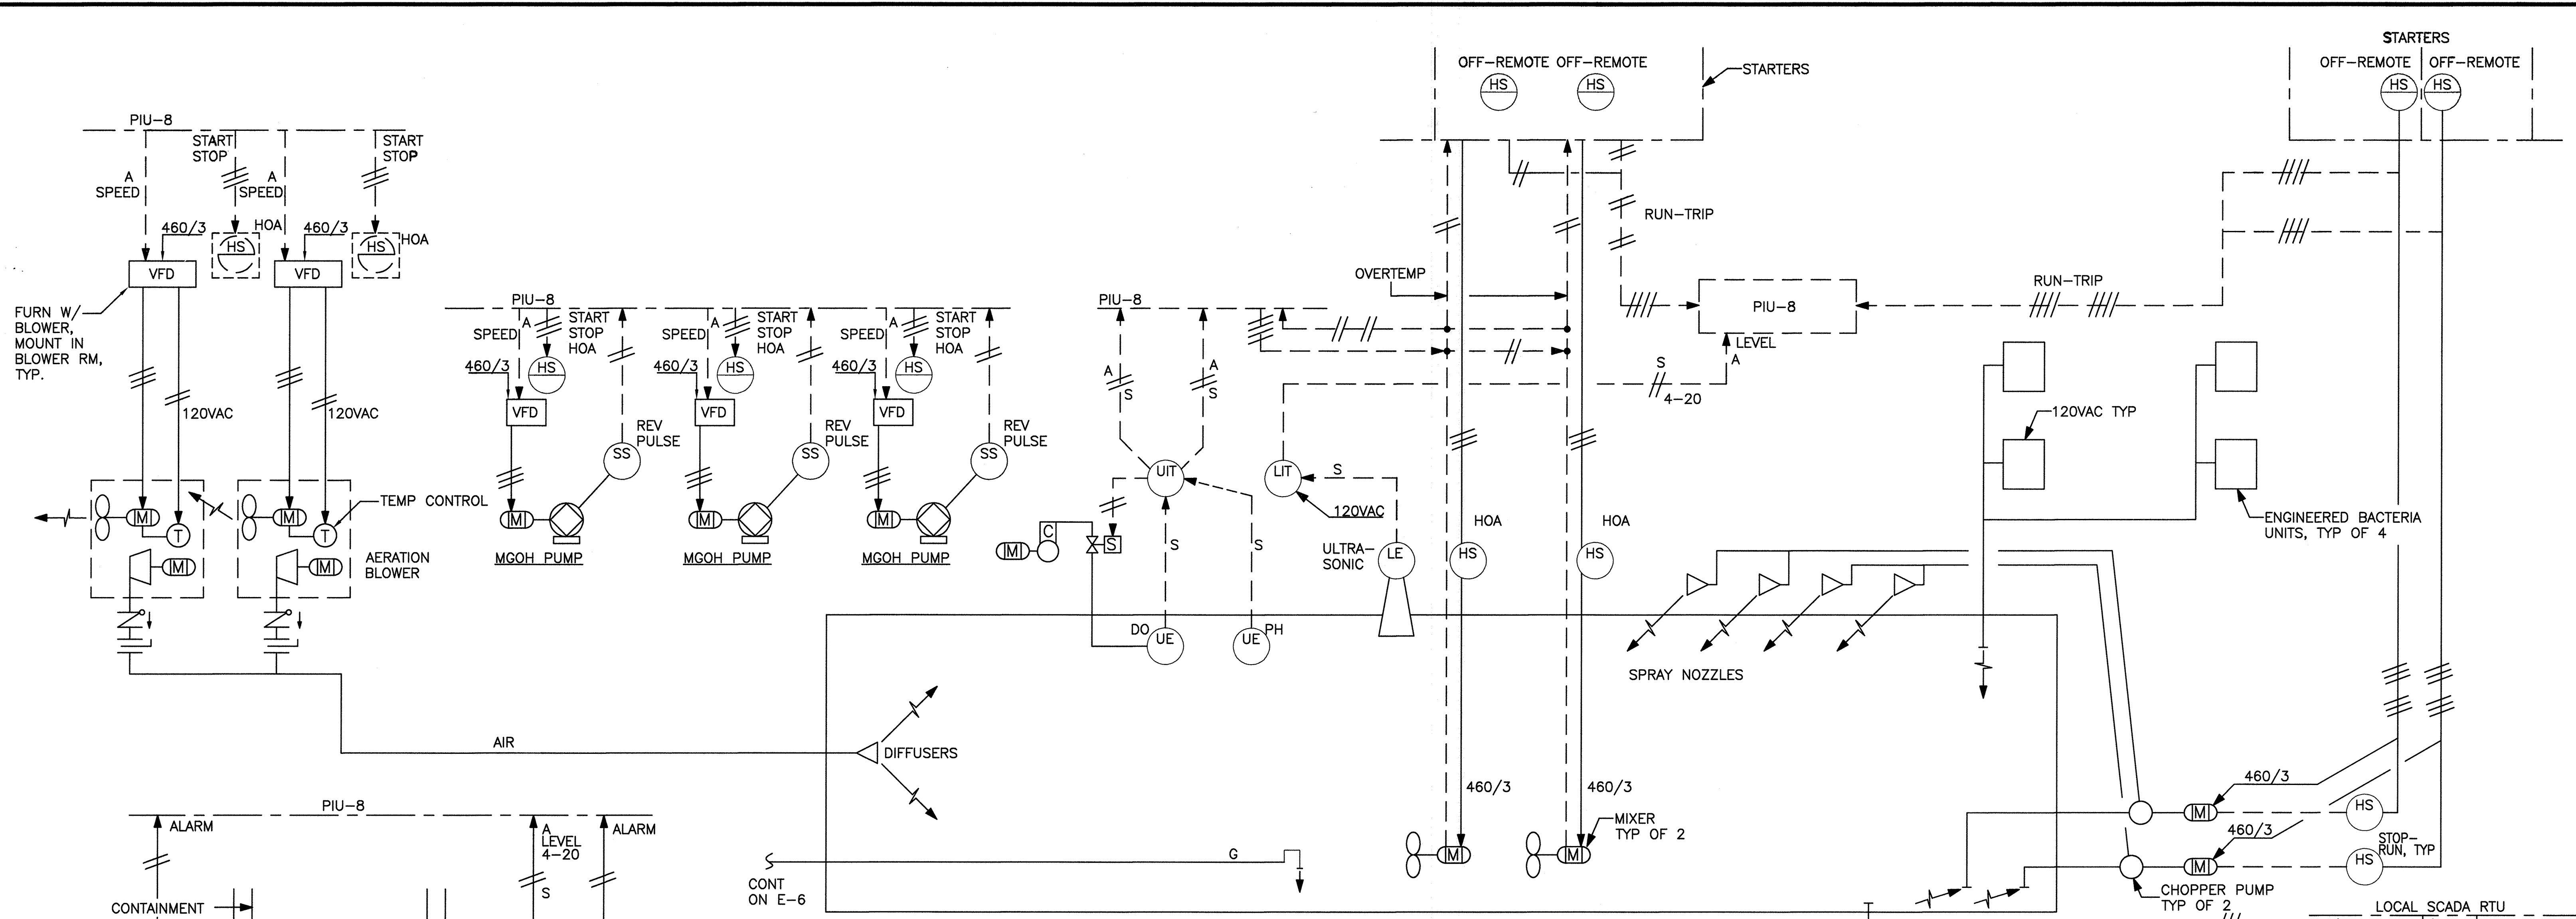 STARTERS
OFF-REMOTE OFF-REMOTE
HS HS
STARTERS
OFF-REMOTE OFF-REMOTE
HS HS
PIU-8
START
STOP
START
STOP
A
SPEED
A
SPEED
460/3
HS
HOA
460/3
HS
HOA
VFD
VFD
FURN W/
BLOWER,
MOUNT IN
BLOWER RM,
TYP.
120VAC
120VAC
M
T
M
T
TEMP CONTROL
M
M
AERATION
BLOWER
PIU-8
SPEED
A
START
STOP
HOA
460/3
HS
VFD
REV
PULSE
SS
M
MGOH PUMP
SPEED
A
START
STOP
HOA
460/3
HS
VFD
REV
PULSE
SS
M
MGOH PUMP
SPEED
A
START
STOP
HOA
460/3
HS
VFD
REV
PULSE
SS
M
MGOH PUMP
PIU-8
A
S
A
S
UIT
M
C
S
S
S
DO
UE
UE
PH
OVERTEMP
RUN-TRIP
PIU-8
LEVEL
A
S
4-20
RUN-TRIP
LIT
S
120VAC
ULTRA-
SONIC
LE
HOA
HS
HOA
HS
120VAC TYP
ENGINEERED BACTERIA
UNITS, TYP OF 4
SPRAY NOZZLES
AIR
DIFFUSERS
460/3
460/3
M
M
MIXER
TYP OF 2
G
CONT
ON E-6
460/3
M
HS
460/3
M
HS
STOP-
RUN, TYP
CHOPPER PUMP
TYP OF 2
LOCAL SCADA RTU
PIU-8
ALARM
A
LEVEL
4-20
S
ALARM
CONTAINMENT